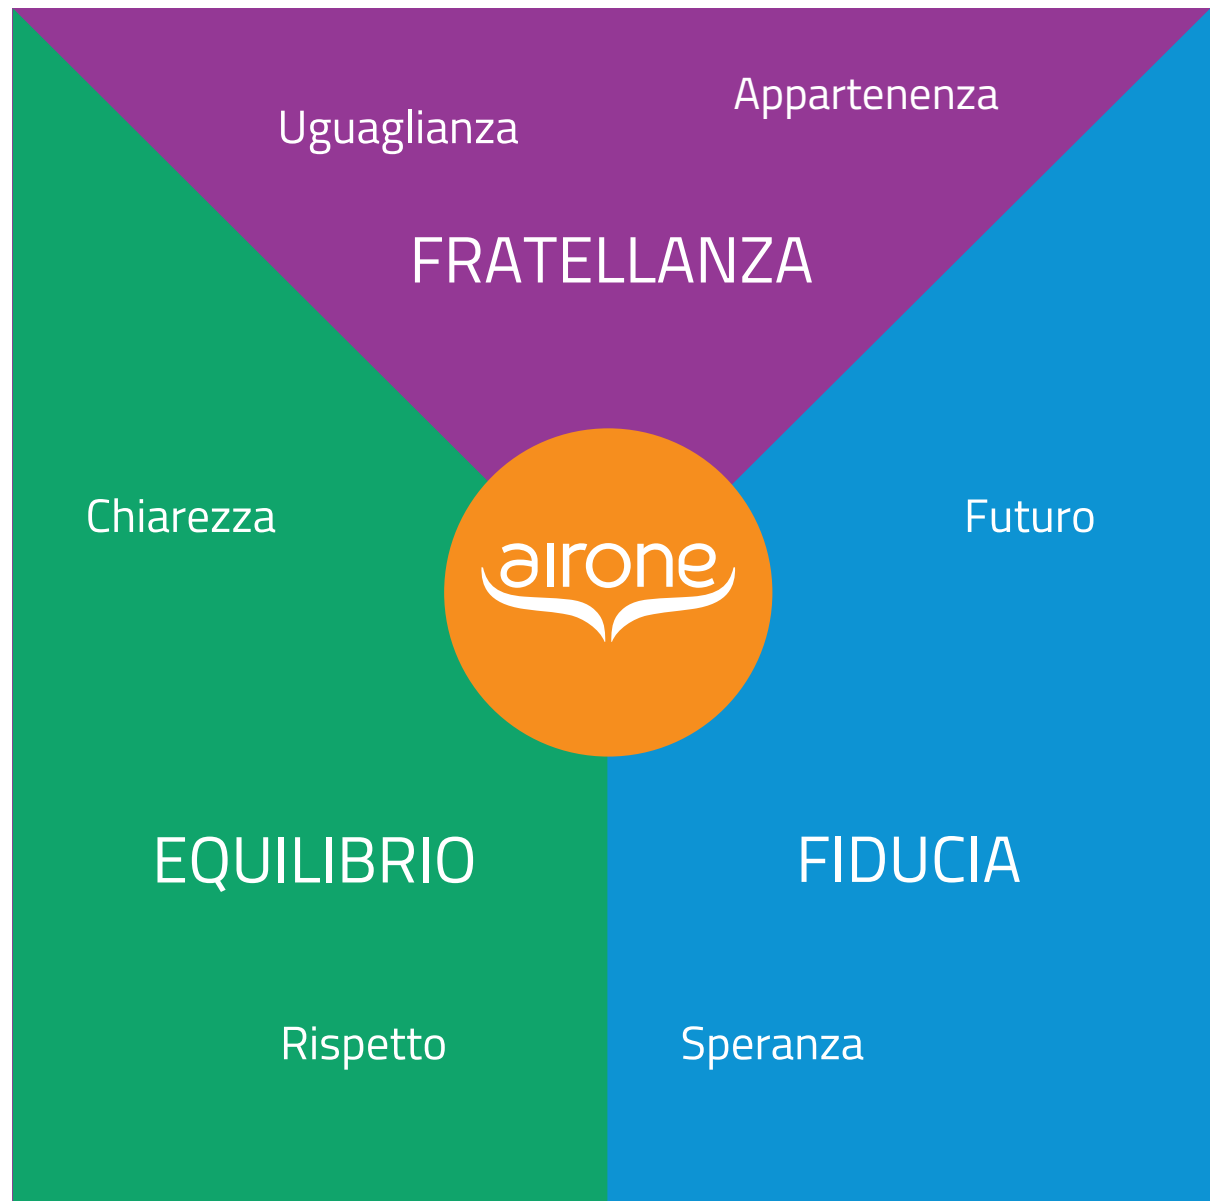 Uguaglianza
Appartenenza
FRATELLANZA
Chiarezza
airone
Futuro
EQUILIBRIO
FIDUCIA
Rispetto
Speranza